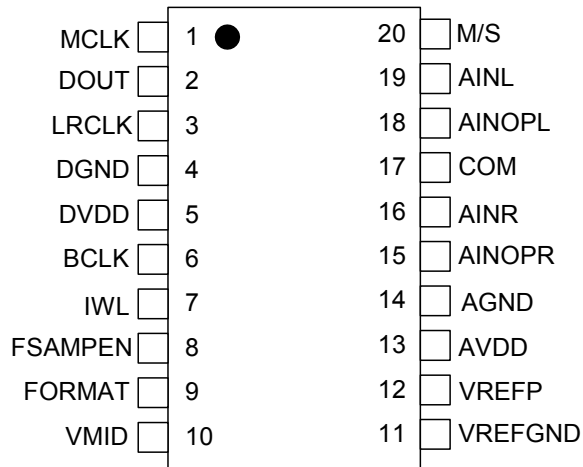 MCLK 1 20 M/S
DOUT 2 19 AINL
LRCLK 3 18 AINOPL
DGND 4 17 COM
DVDD 5 16 AINR
BCLK 6 15 AINOPR
IWL 7 14 AGND
FSAMPEN 8 13 AVDD
FORMAT 9 12 VREFP
VMID 10 11 VREFGND